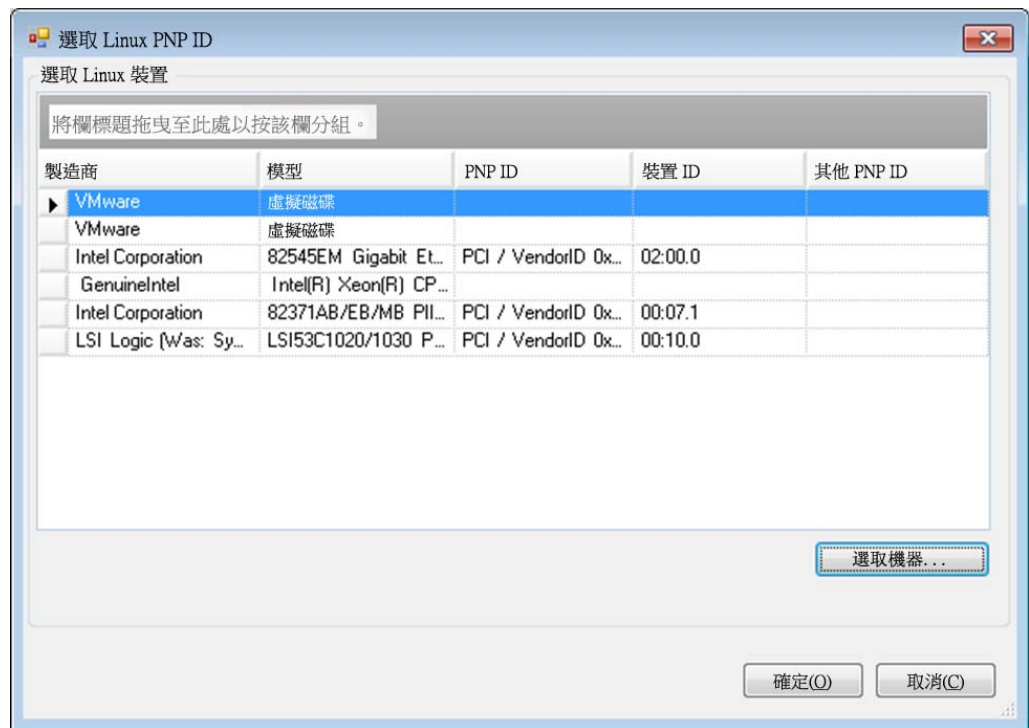 選取 Linux PNP ID
選取 Linux 裝置
將欄標題拖曳至此處以按該欄分組。
製造商 模型 PNP ID 裝置 ID 其他 PNP ID
VMware 虛擬磁碟
VMware 虛擬磁碟
Intel Corporation 82545EM Gigabit Et... PCI / VendorID 0x... 02:00.0
GenuineIntel Intel(R) Xeon(R) CP...
Intel Corporation 82371AB/EB/MB PII... PCI / VendorID 0x... 00:07.1
LSI Logic (Was: Sy... LSI53C1020/1030 P... PCI / VendorID 0x... 00:10.0
選取機器...
確定(O) 取消(C)